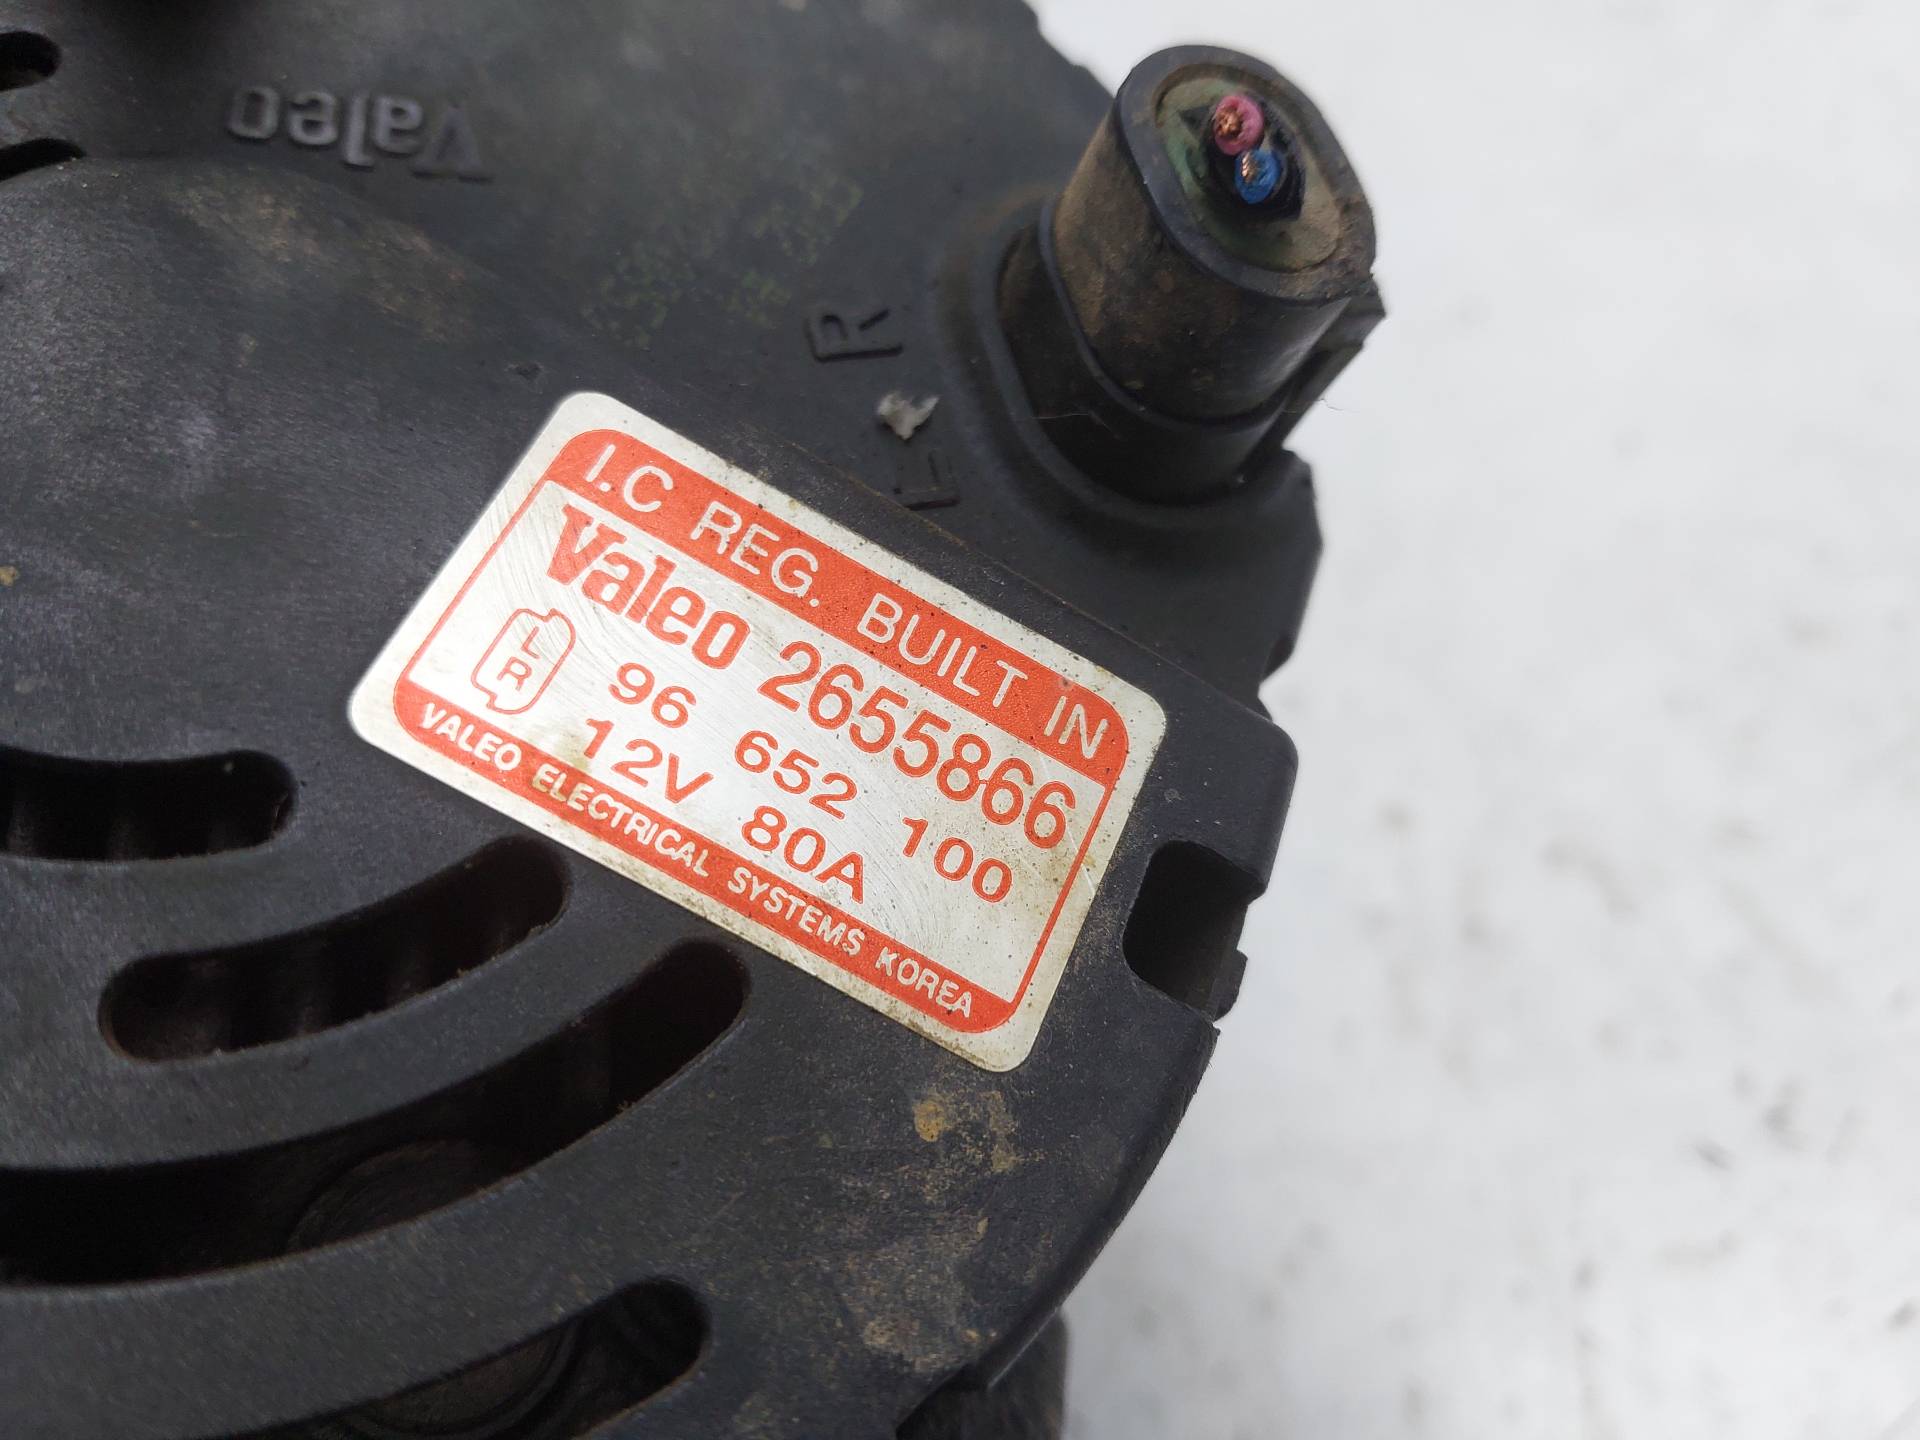 Valeo
R
L
I.C REG. BUILT IN
Valeo 2655866
L
R
96 652 100
12V 80A
VALEO ELECTRICAL SYSTEMS KOREA